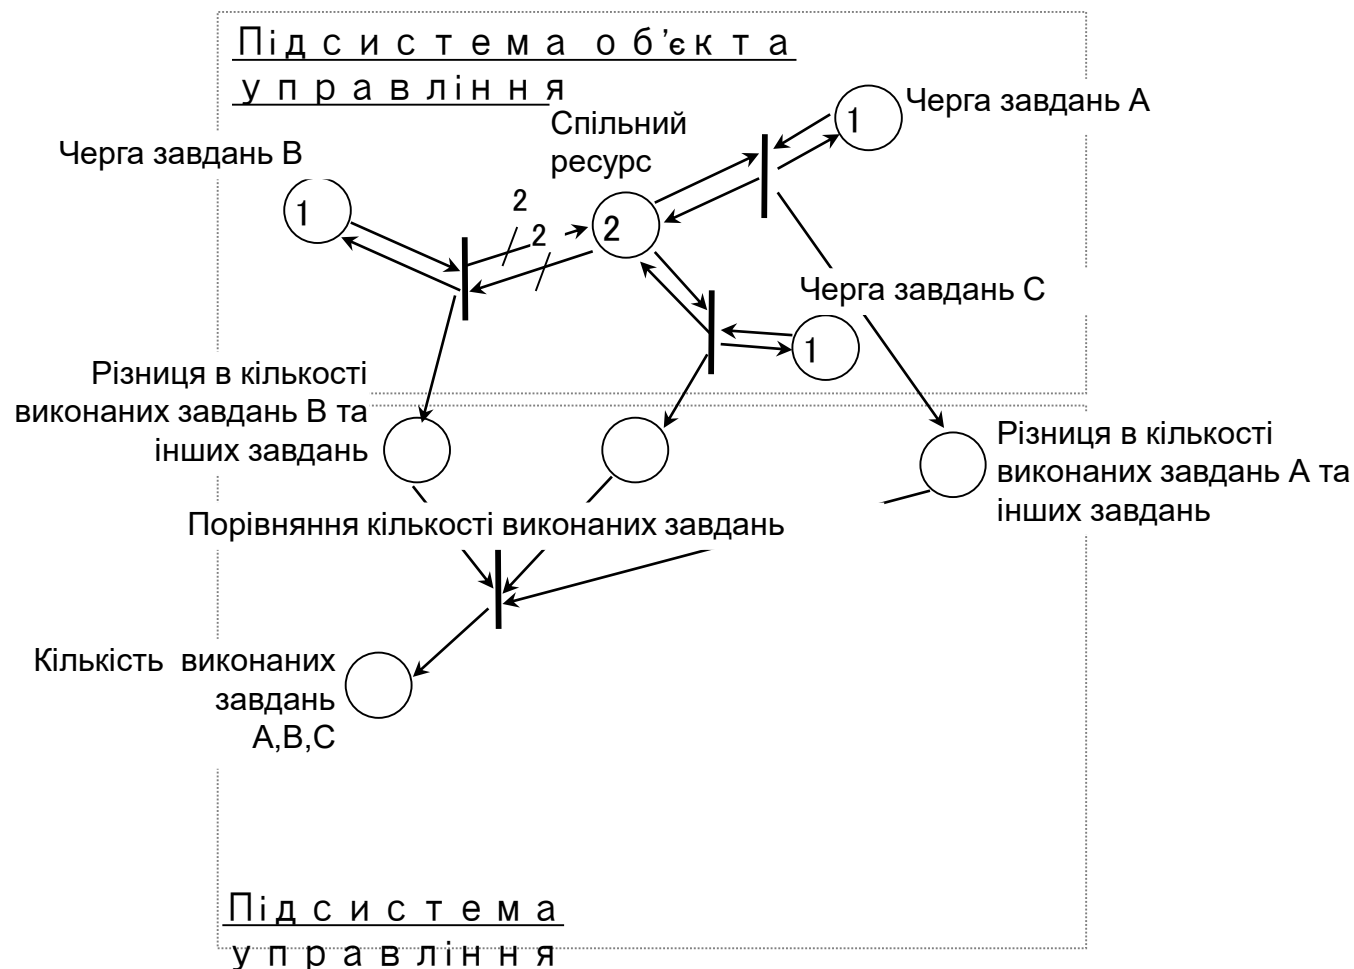 Підсистема об’єкта
управління
Черга завдань A
Спільний
ресурс
Черга завдань B
1
1
2
2
2
Черга завдань C
1
Різниця в кількості
виконаних завдань B та
інших завдань
Різниця в кількості
виконаних завдань A та
інших завдань
Порівняння кількості виконаних завдань
Кількість виконаних
завдань
A,B,C
Підсистема
управління